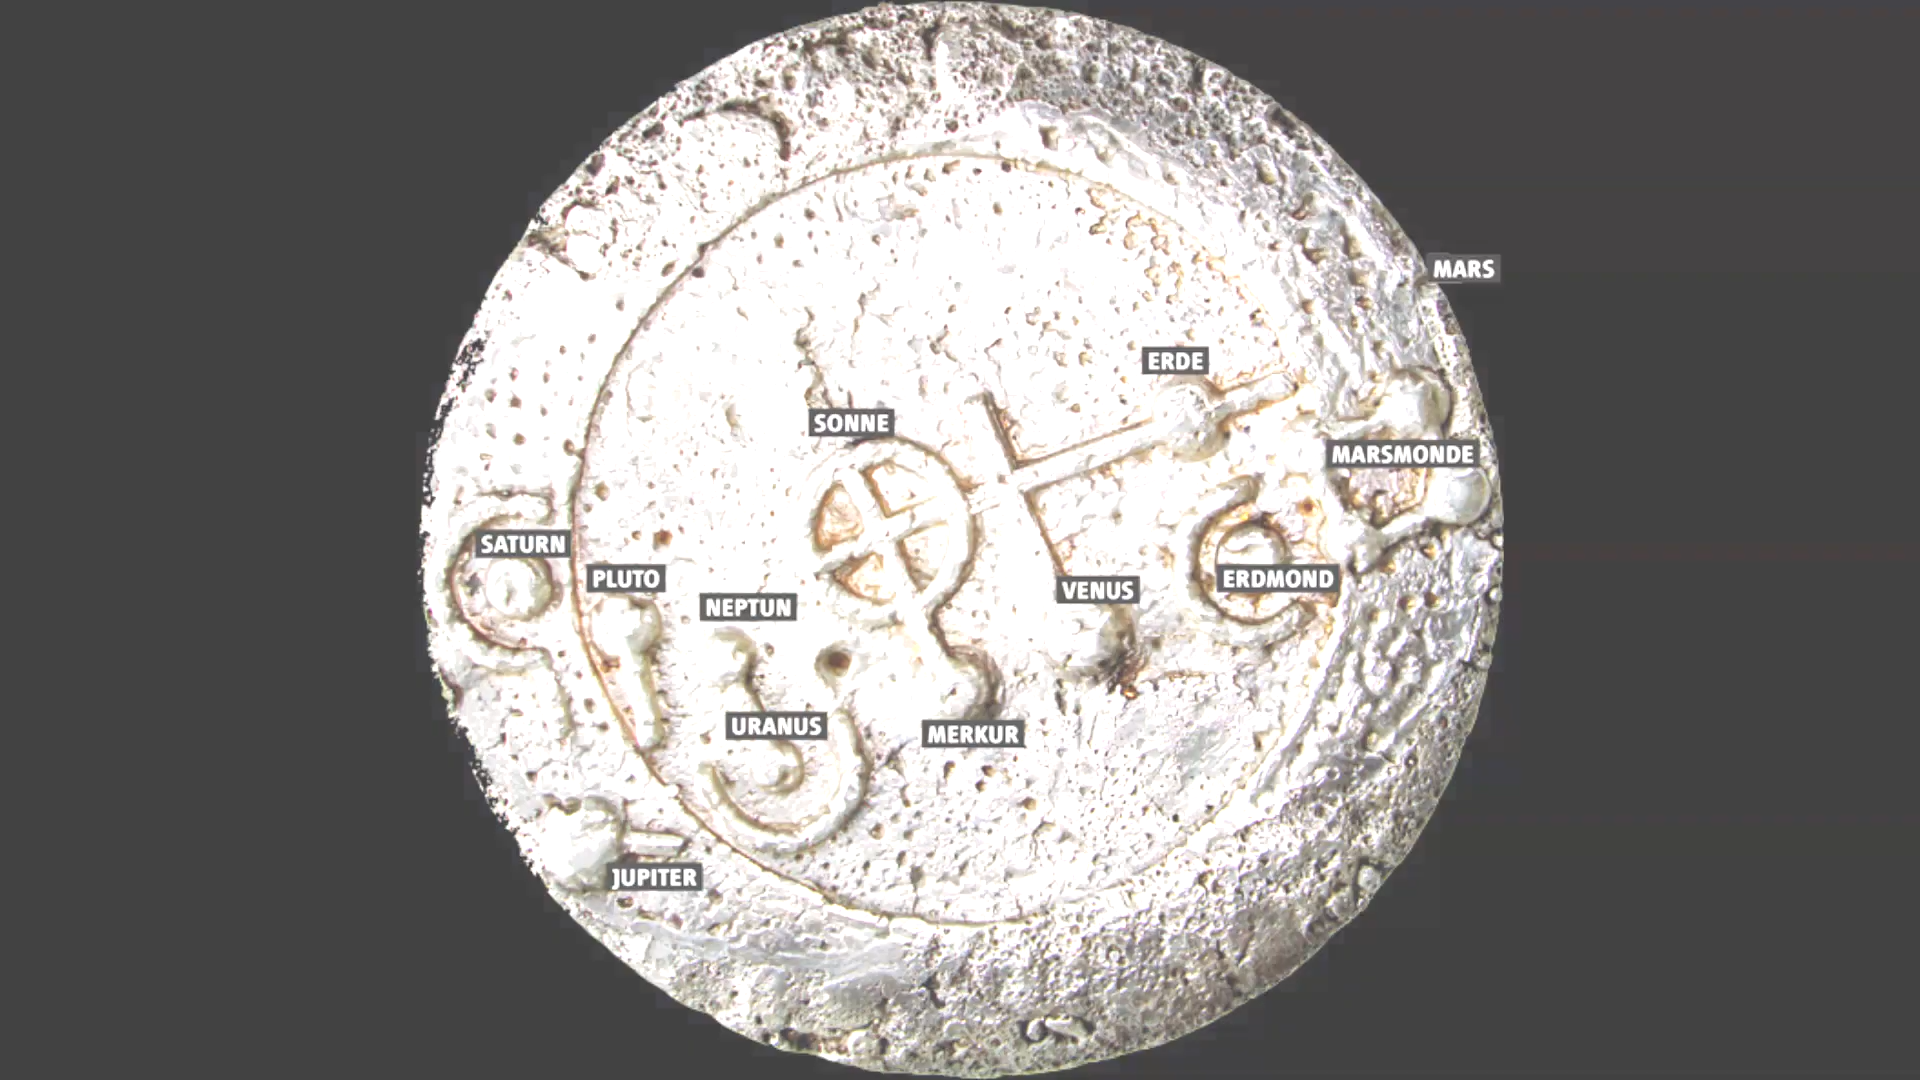 MARS
ERDE
SONNE
MARSMONDE
SATURN
PLUTO
ERDMOND
VENUS
NEPTUN
URANUS
MERKUR
JUPITER